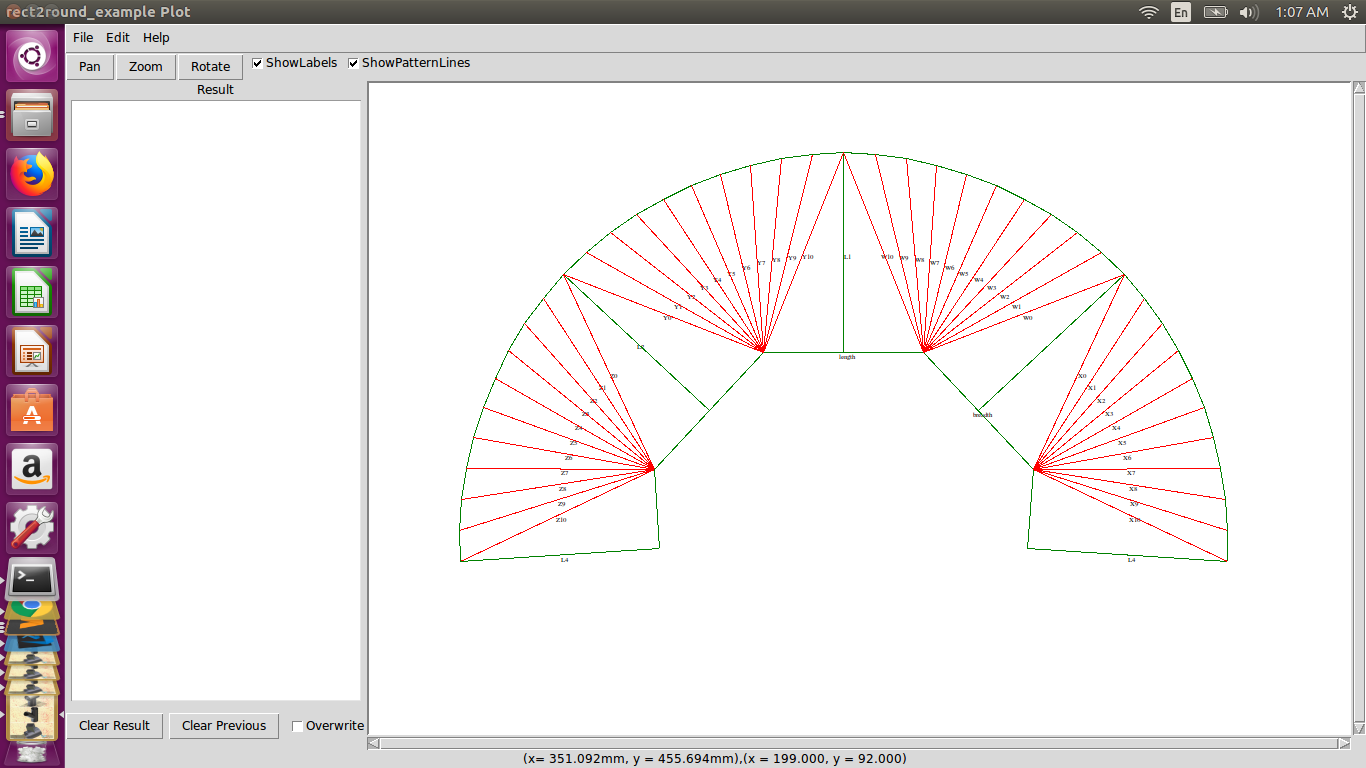 rect2round_example Plot
En
1:07 AM
File Edit Help
Pan Zoom Rotate ShowLabels ShowPatternLines
Result
Y10 L1 W10
Y9 W9
Y8 W8
Y7 W7
Y6 W6
Y5 W5
Y4 W4
Y3 W3
Y2 W2
Y1 W1
Y0 W0
length
Z0 X0
Z1 X1
Z2 X2
Z3 X3
breadth
Z4 X4
Z5 X5
Z6 X6
Z7 X7
Z8 X8
Z9 X9
Z10 X10
L4 L4
Clear Result Clear Previous Overwrite
(x= 351.092mm, y = 455.694mm),(x = 199.000, y = 92.000)